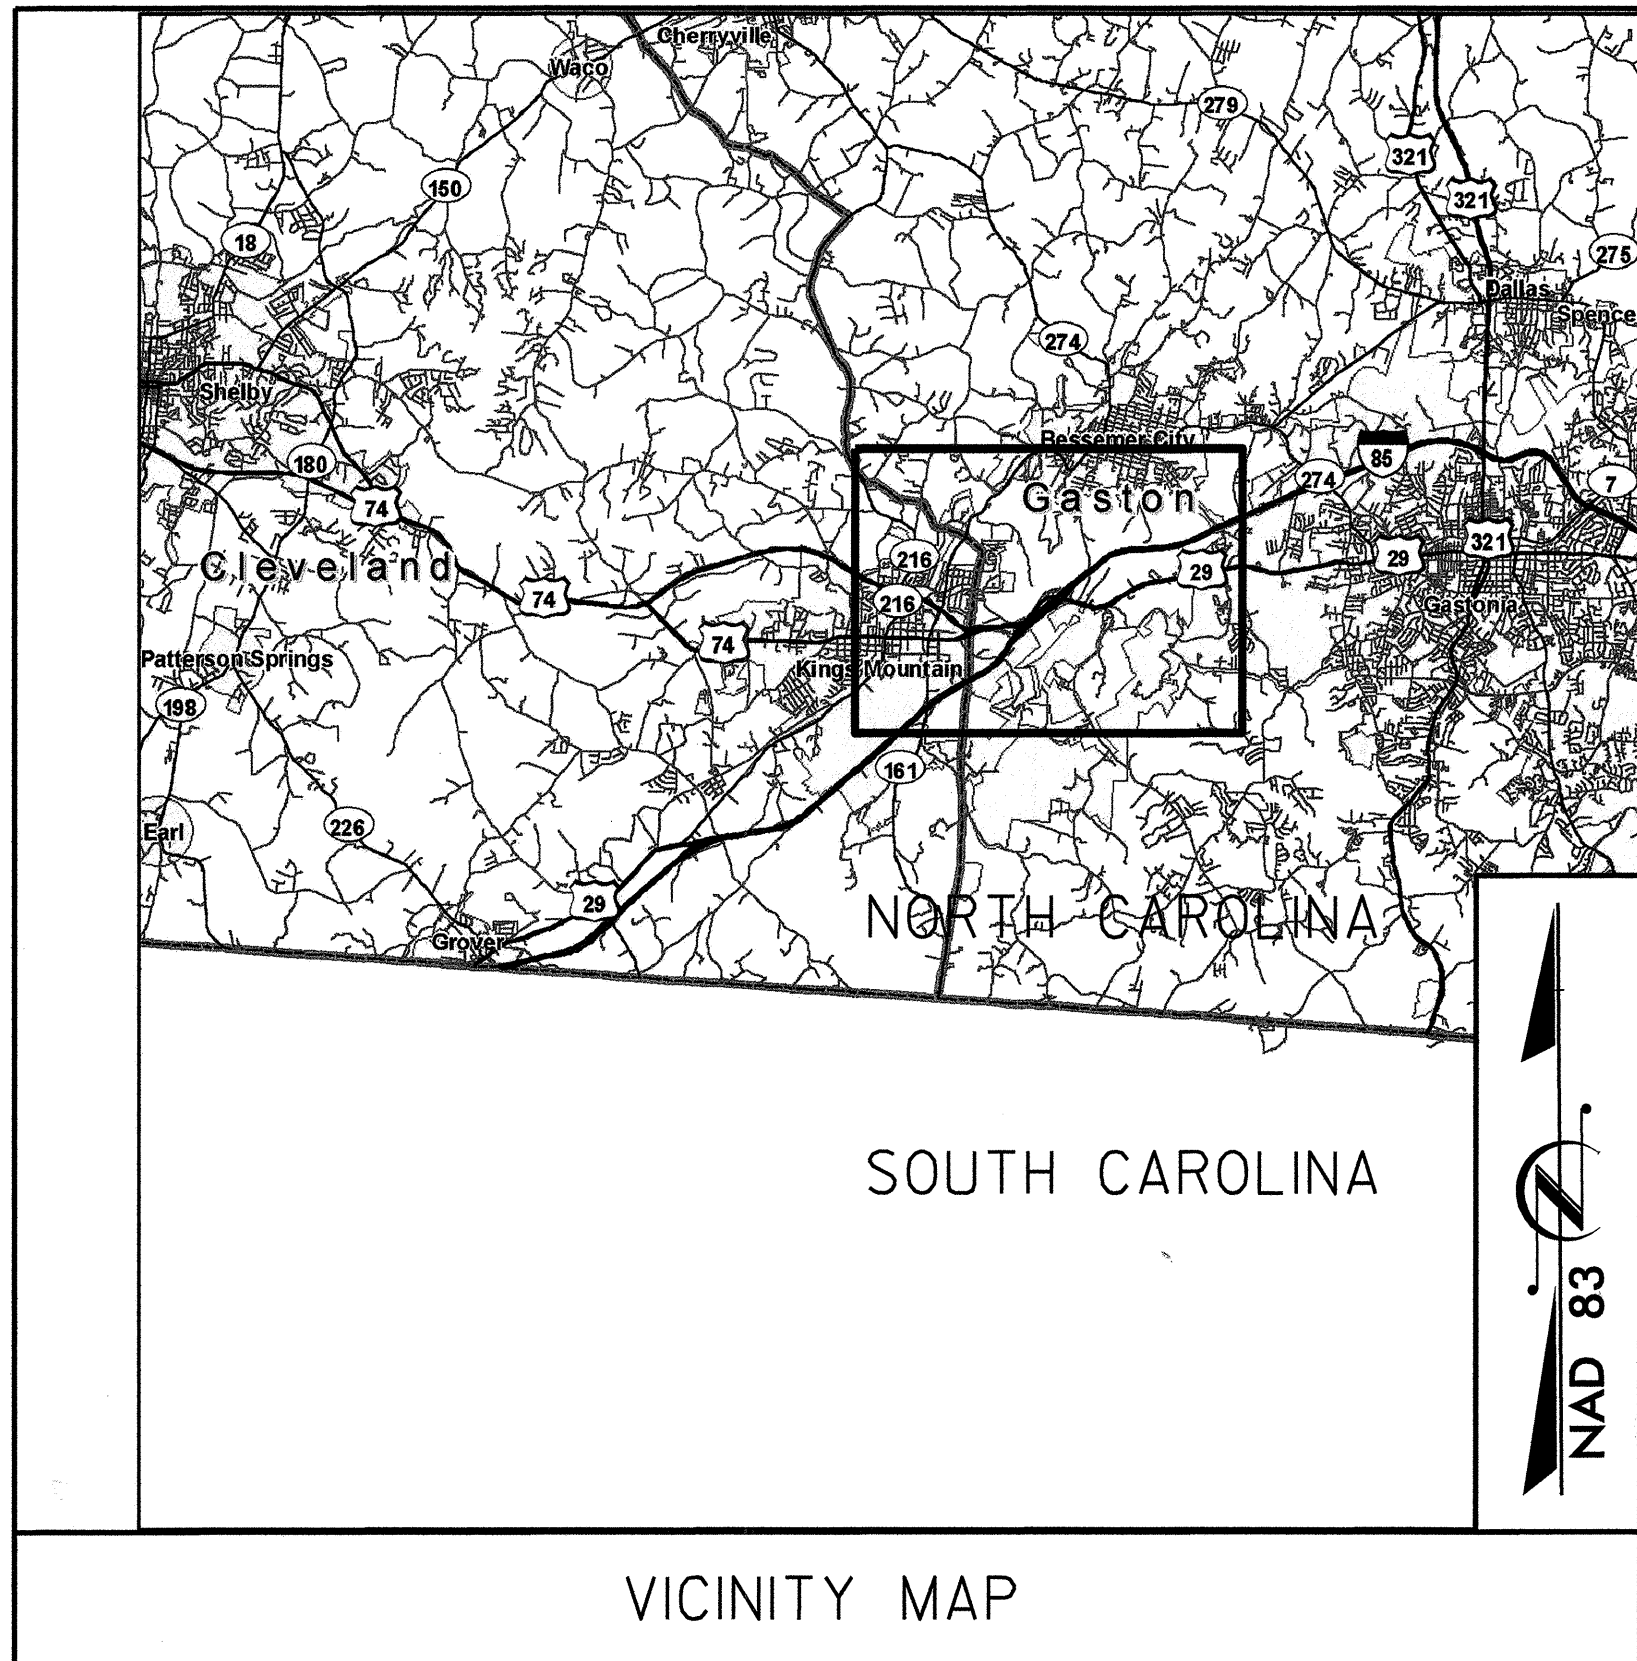 Cherryville
Waco
279
321
150
321
18
275
Dallas
Spence
274
Shelby
Bessemer City
85
180
274
7
Gaston
74
321
216
29
Cleveland
29
74
216
Gastonia
74
Patterson Springs
Kings Mountain
198
161
226
Earl
29
NORTH CAROLINA
Grover
SOUTH CAROLINA
NAD 83
VICINITY MAP